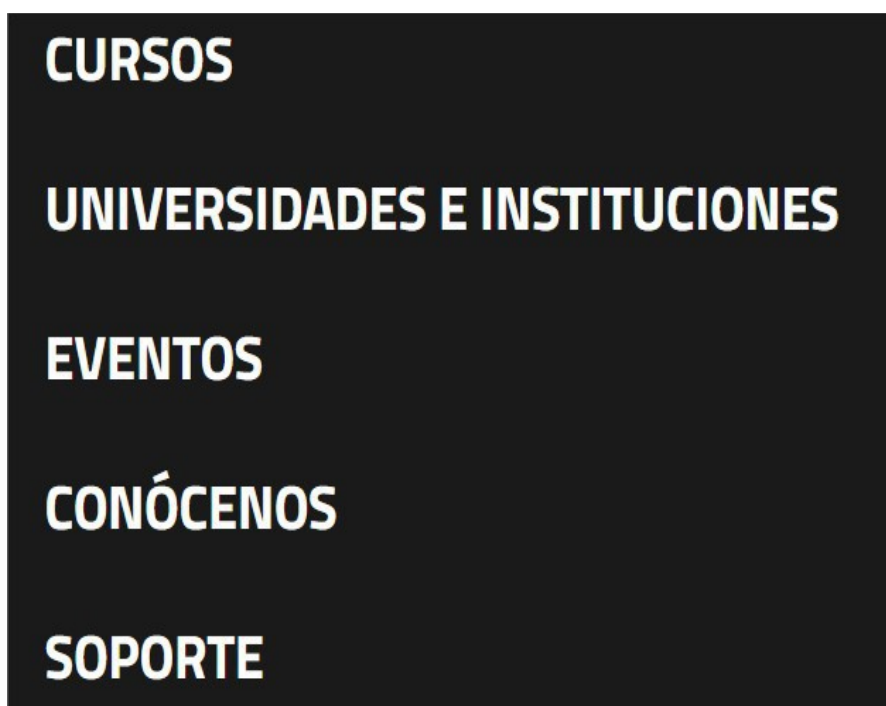 CURSOS
UNIVERSIDADES E INSTITUCIONES
EVENTOS
CONÓCENOS
SOPORTE